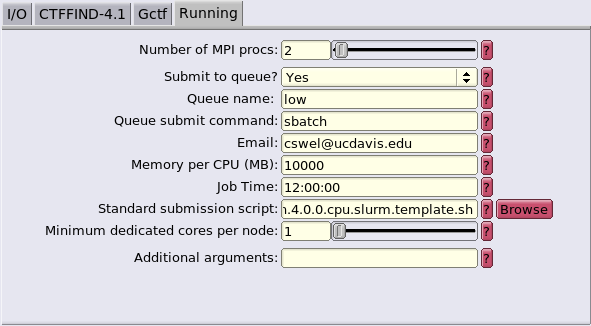 I/O CTFFIND-4.1 Gctf Running
Number of MPI procs: 2 ?
Submit to queue? Yes ?
Queue name: low ?
Queue submit command: sbatch ?
Email: cswel@ucdavis.edu ?
Memory per CPU (MB): 10000 ?
Job Time: 12:00:00 ?
Standard submission script: .4.0.0.cpu.slurm.template.sh ? Browse
Minimum dedicated cores per node: 1 ?
Additional arguments: ?